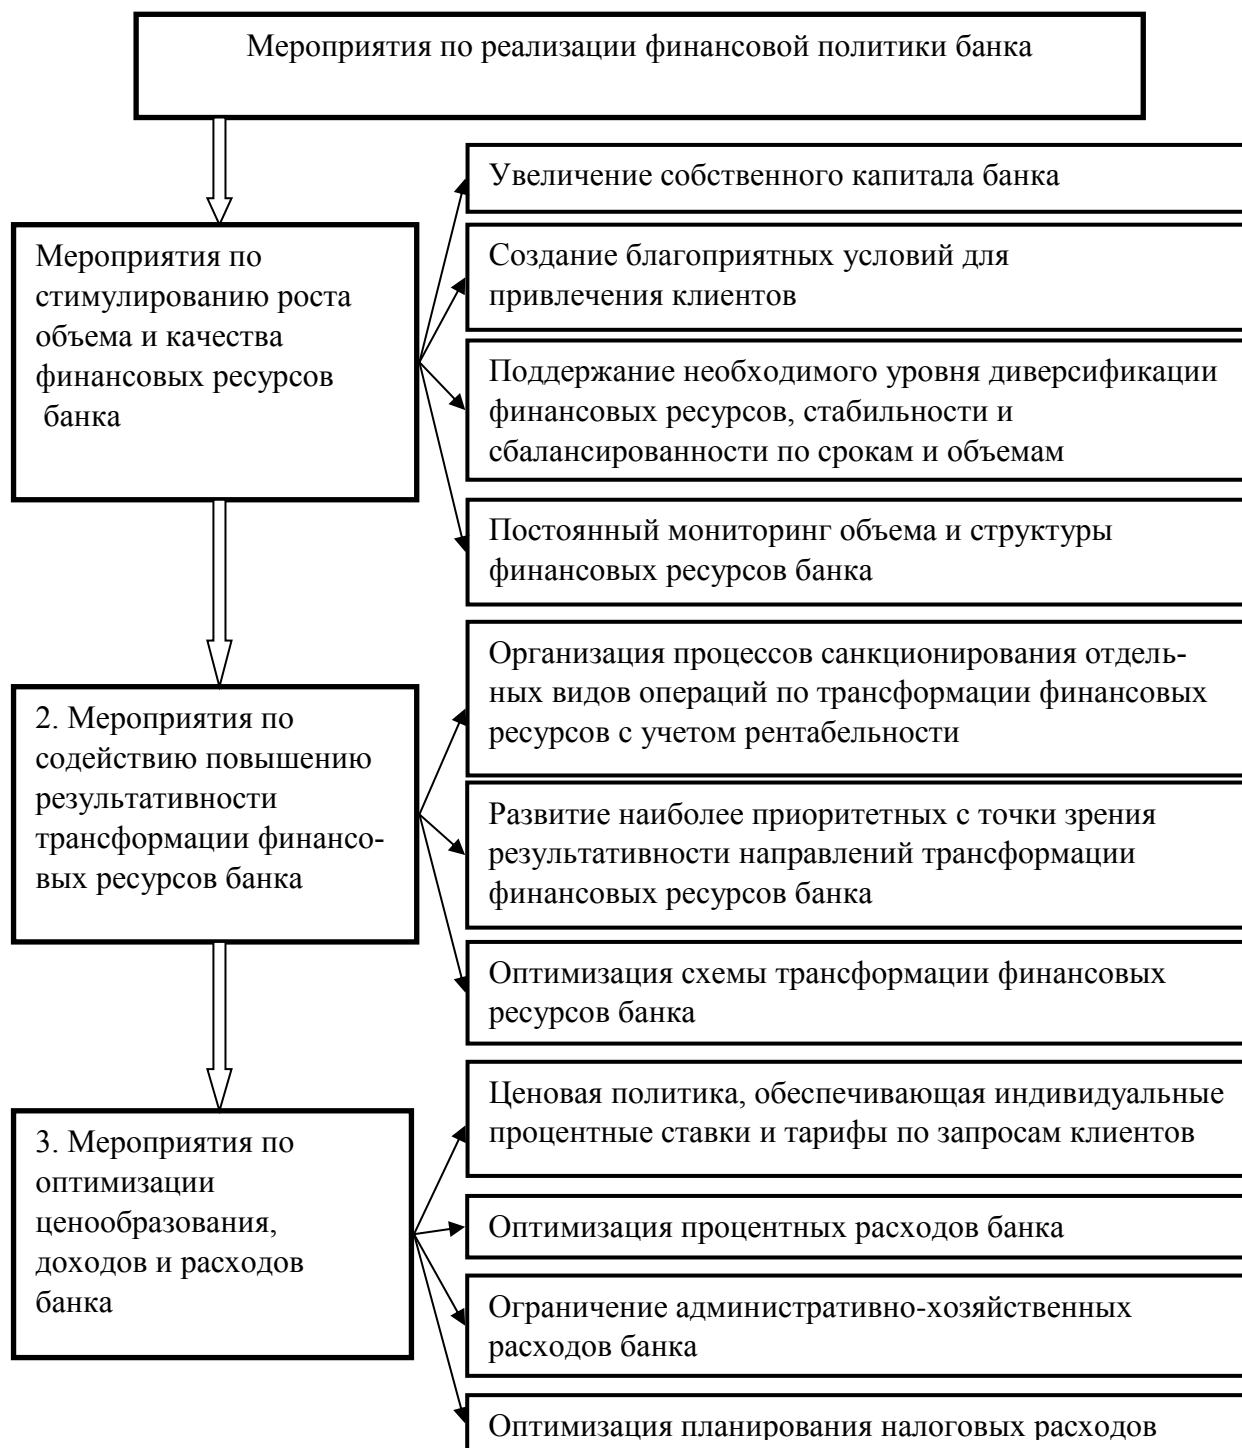 Мероприятия по реализации финансовой политики банка
Мероприятия по
стимулированию роста
объема и качества
финансовых ресурсов
банка
Увеличение собственного капитала банка
Создание благоприятных условий для
привлечения клиентов
Поддержание необходимого уровня диверсификации
финансовых ресурсов, стабильности и
сбалансированности по срокам и объемам
Постоянный мониторинг объема и структуры
финансовых ресурсов банка
2. Мероприятия по
содействию повышению
результативности
трансформации финансо-
вых ресурсов банка
Организация процессов санкционирования отдель-
ных видов операций по трансформации финансовых
ресурсов с учетом рентабельности
Развитие наиболее приоритетных с точки зрения
результативности направлений трансформации
финансовых ресурсов банка
Оптимизация схемы трансформации финансовых
ресурсов банка
3. Мероприятия по
оптимизации
ценообразования,
доходов и расходов
банка
Ценовая политика, обеспечивающая индивидуальные
процентные ставки и тарифы по запросам клиентов
Оптимизация процентных расходов банка
Ограничение административно-хозяйственных
расходов банка
Оптимизация планирования налоговых расходов